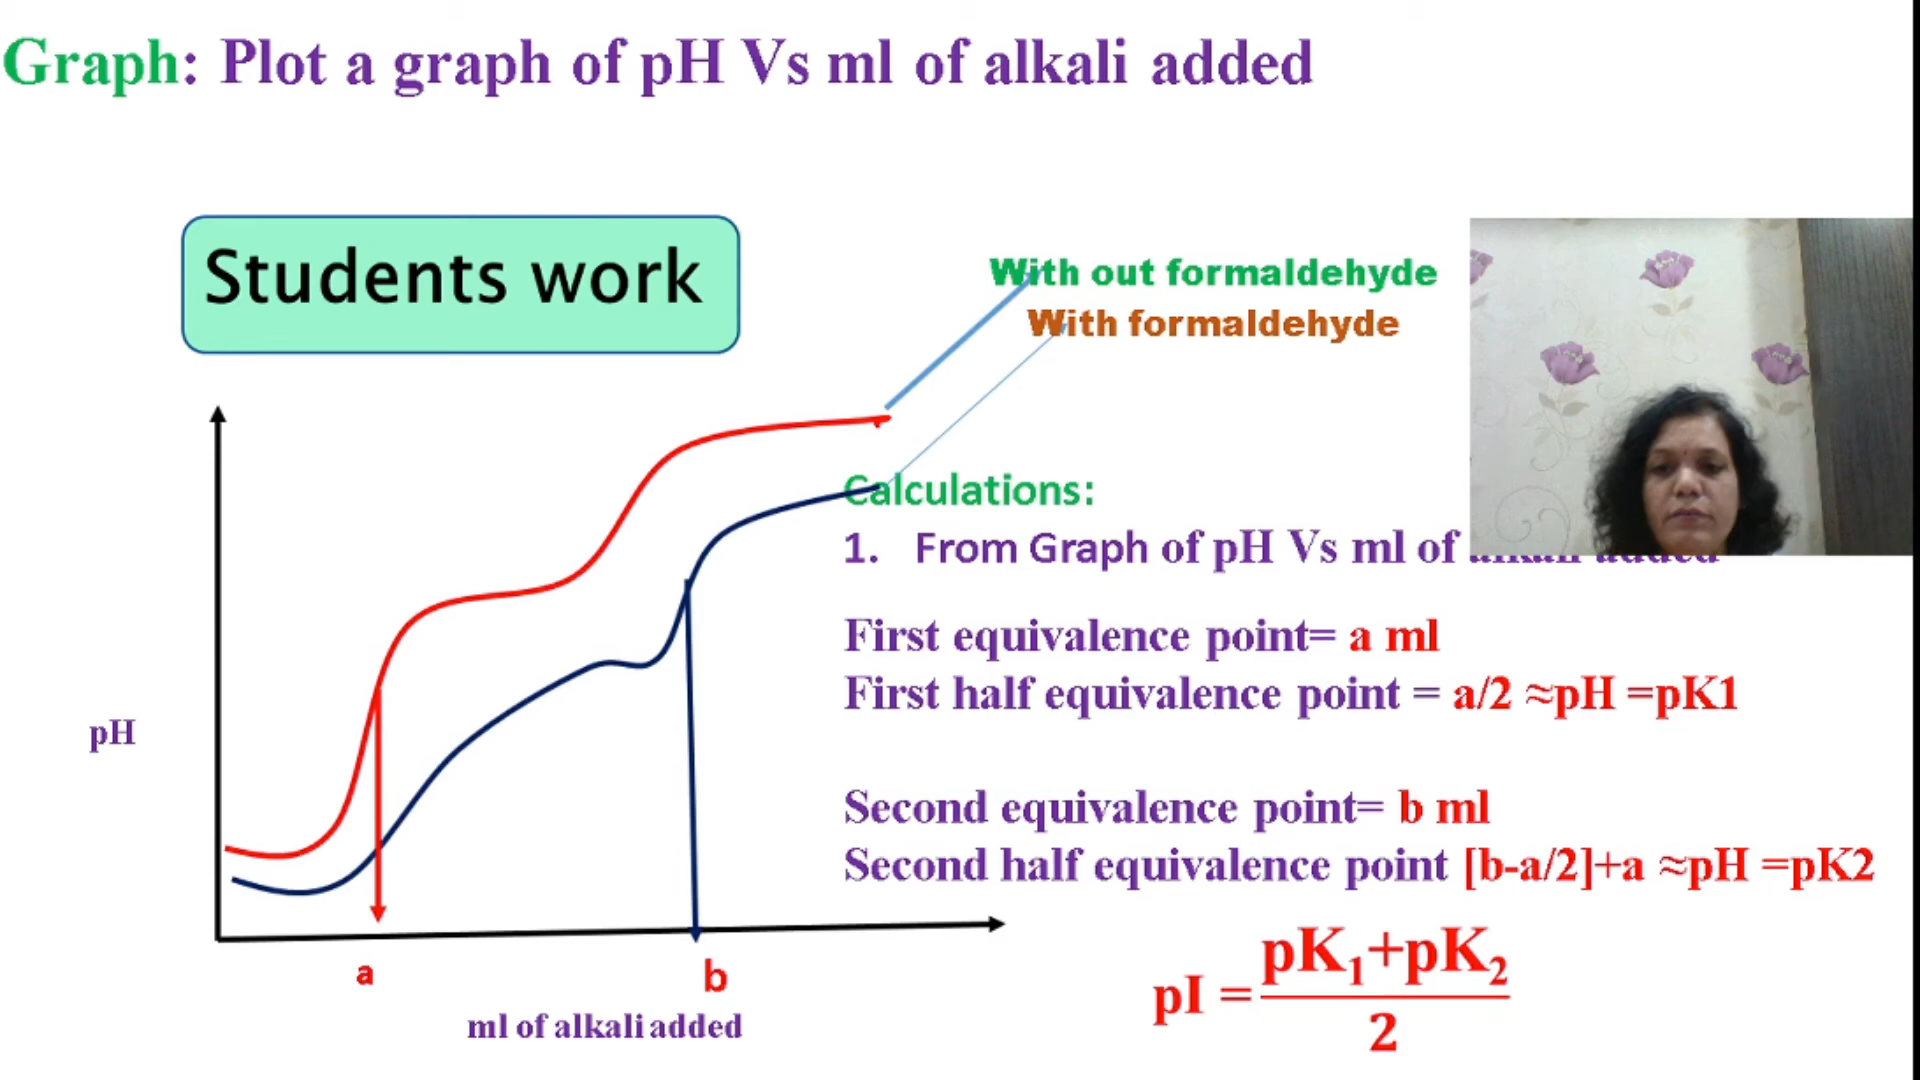 Graph: Plot a graph of pH Vs ml of alkali added
Students work
With out formaldehyde
With formaldehyde
Calculations:
1. From Graph of pH Vs ml of alkali added
First equivalence point= a ml
First half equivalence point = a/2 ≈pH =pK1
pH
Second equivalence point= b ml
Second half equivalence point [b-a/2]+a ≈pH =pK2
pI = pK₁+pK₂
2
a
b
ml of alkali added